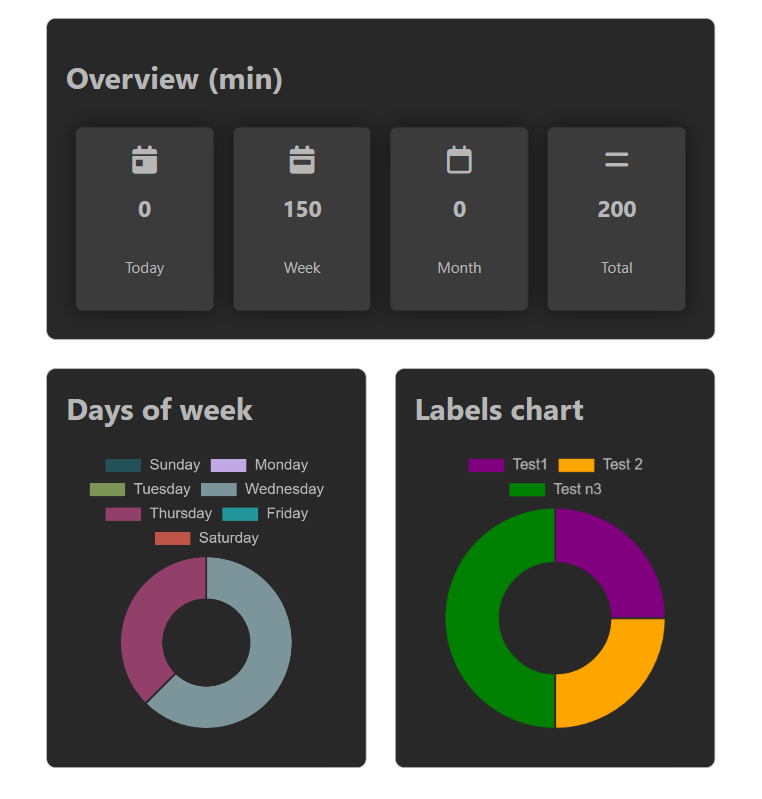 Overview (min)
0 150 0 200
Today Week Month Total
Days of week
Sunday Monday
Tuesday Wednesday
Thursday Friday
Saturday
Labels chart
Test1 Test 2
Test n3